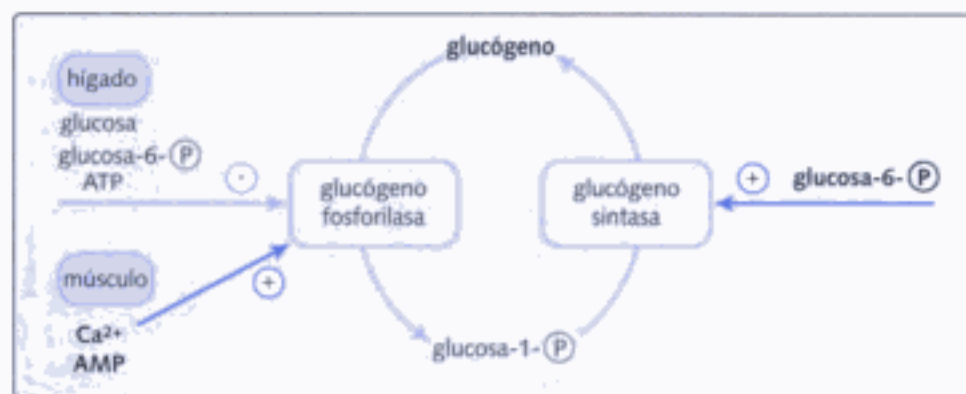 glucógeno
hígado
glucosa
glucosa-6-P
ATP
-
glucógeno
fosforilasa
glucógeno
sintasa
+
glucosa-6-P
músculo
+
Ca²⁺
AMP
glucosa-1-P